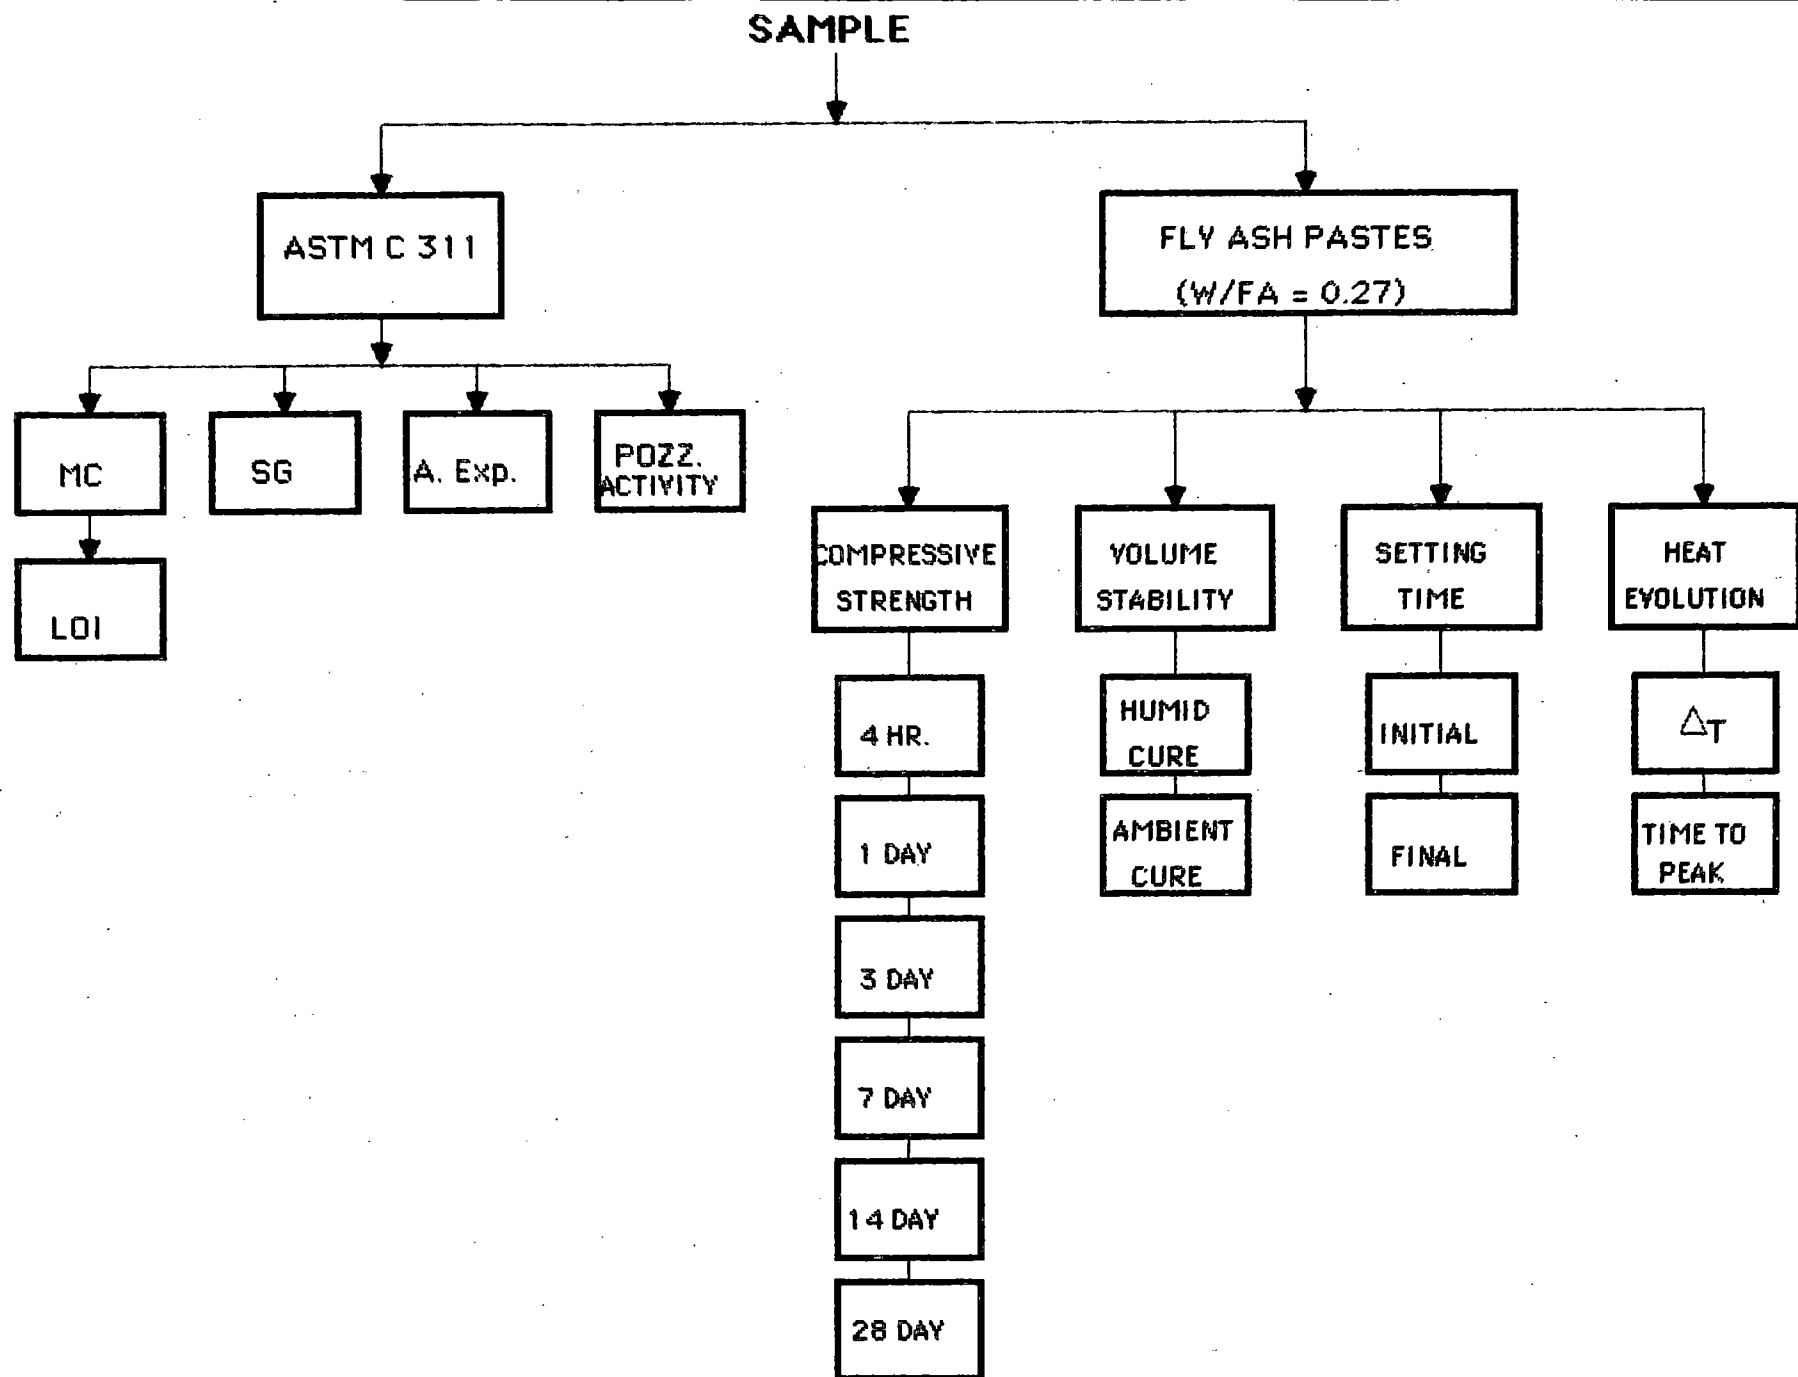 SAMPLE
ASTM C 311
FLY ASH PASTES
(W/FA = 0.27)
MC
SG
A. Exp.
POZZ.
ACTIVITY
LOI
COMPRESSIVE
STRENGTH
VOLUME
STABILITY
SETTING
TIME
HEAT
EVOLUTION
4 HR.
1 DAY
3 DAY
7 DAY
14 DAY
28 DAY
HUMID
CURE
AMBIENT
CURE
INITIAL
FINAL
ΔT
TIME TO
PEAK